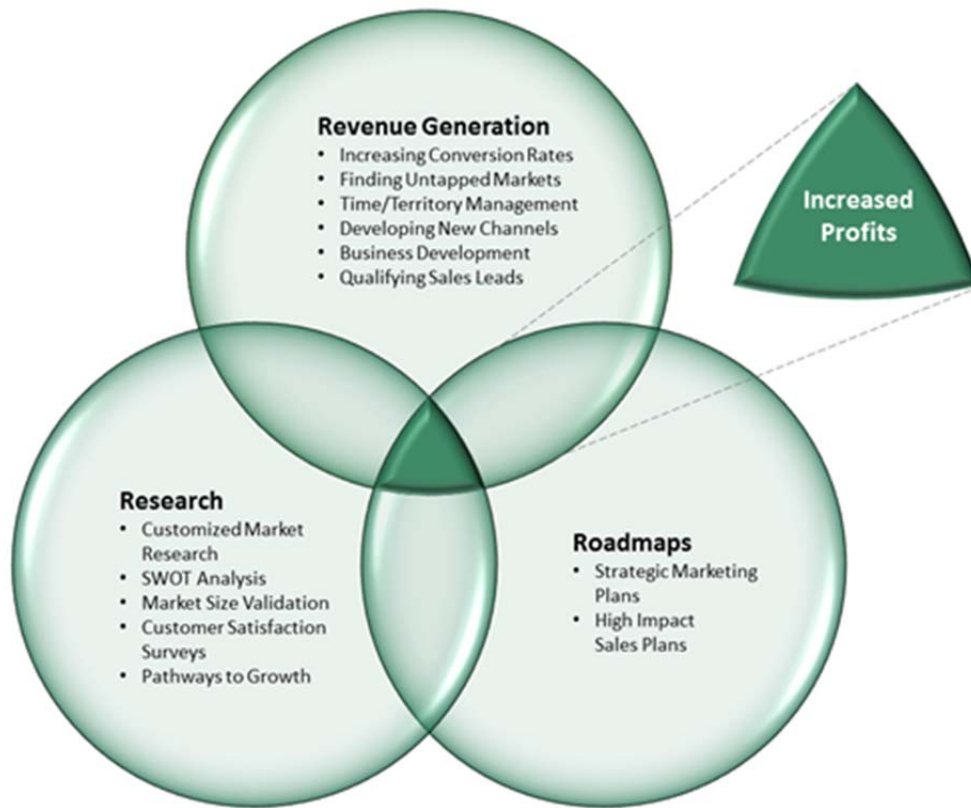 Revenue Generation
• Increasing Conversion Rates
• Finding Untapped Markets
• Time/Territory Management
• Developing New Channels
• Business Development
• Qualifying Sales Leads
Increased
Profits
Research
• Customized Market
Research
• SWOT Analysis
• Market Size Validation
• Customer Satisfaction
Surveys
• Pathways to Growth
Roadmaps
• Strategic Marketing
Plans
• High Impact
Sales Plans